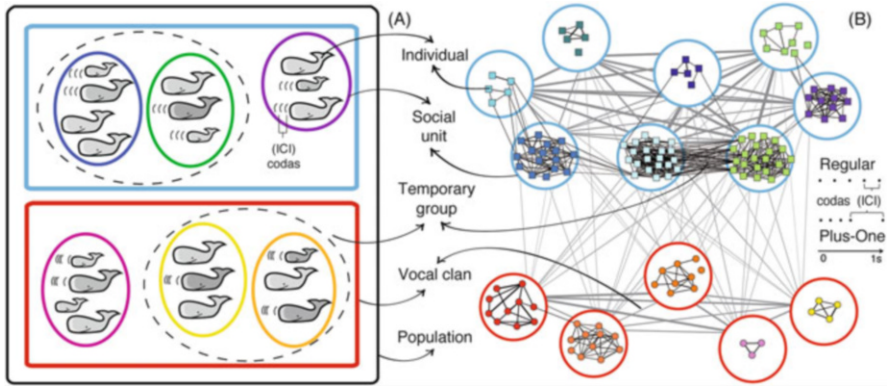 (A)
(B)
Individual
Social
unit
(ICI)
codas
Temporary
group
Vocal clan
Population
Regular
codas (ICI)
Plus-One
0 1s